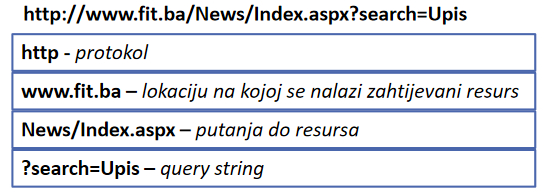 http://www.fit.ba/News/Index.aspx?search=Upis
http - protokol
www.fit.ba – lokaciju na kojoj se nalazi zahtijevani resurs
News/Index.aspx – putanja do resursa
?search=Upis – query string